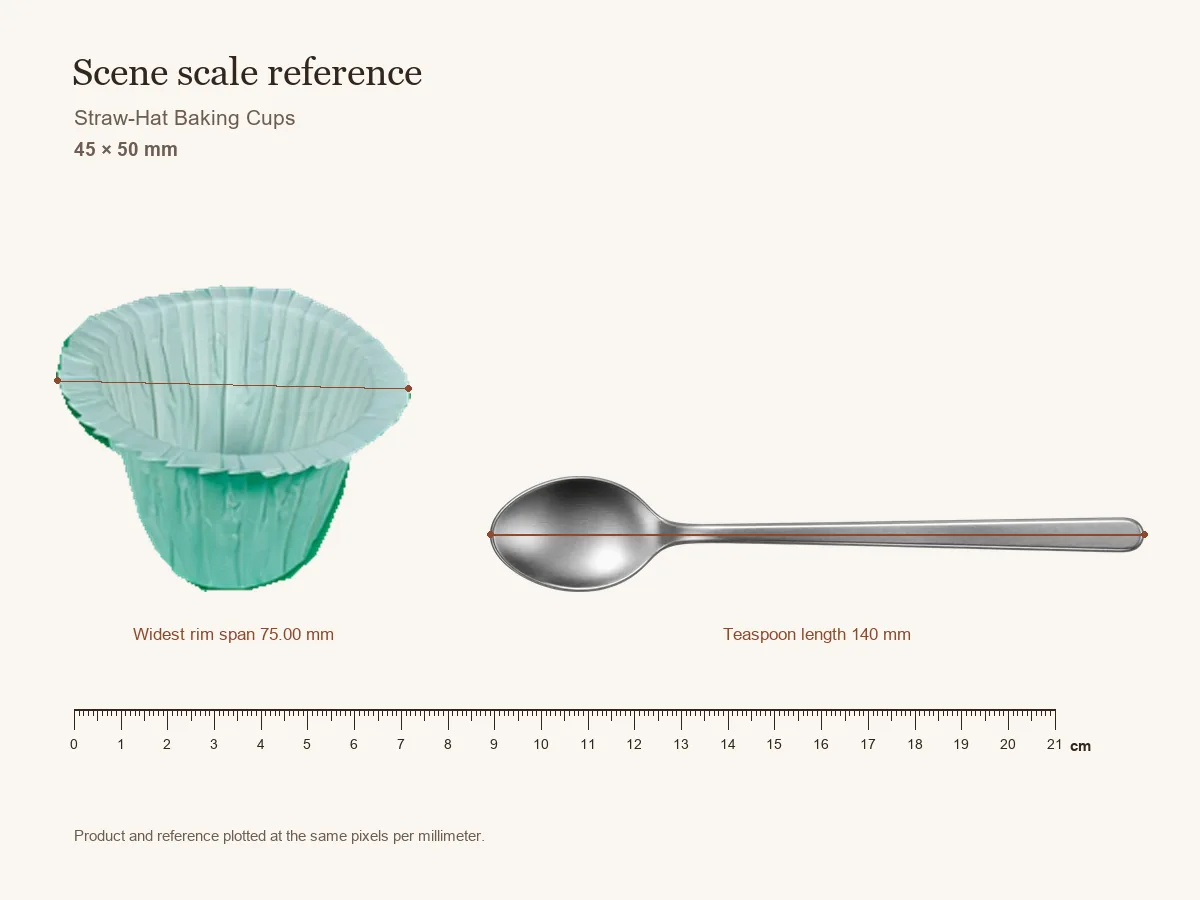 Scene scale reference
Straw-Hat Baking Cups
45 × 50 mm
Widest rim span 75.00 mm
Teaspoon length 140 mm
0 1 2 3 4 5 6 7 8 9 10 11 12 13 14 15 16 17 18 19 20 21 cm
Product and reference plotted at the same pixels per millimeter.